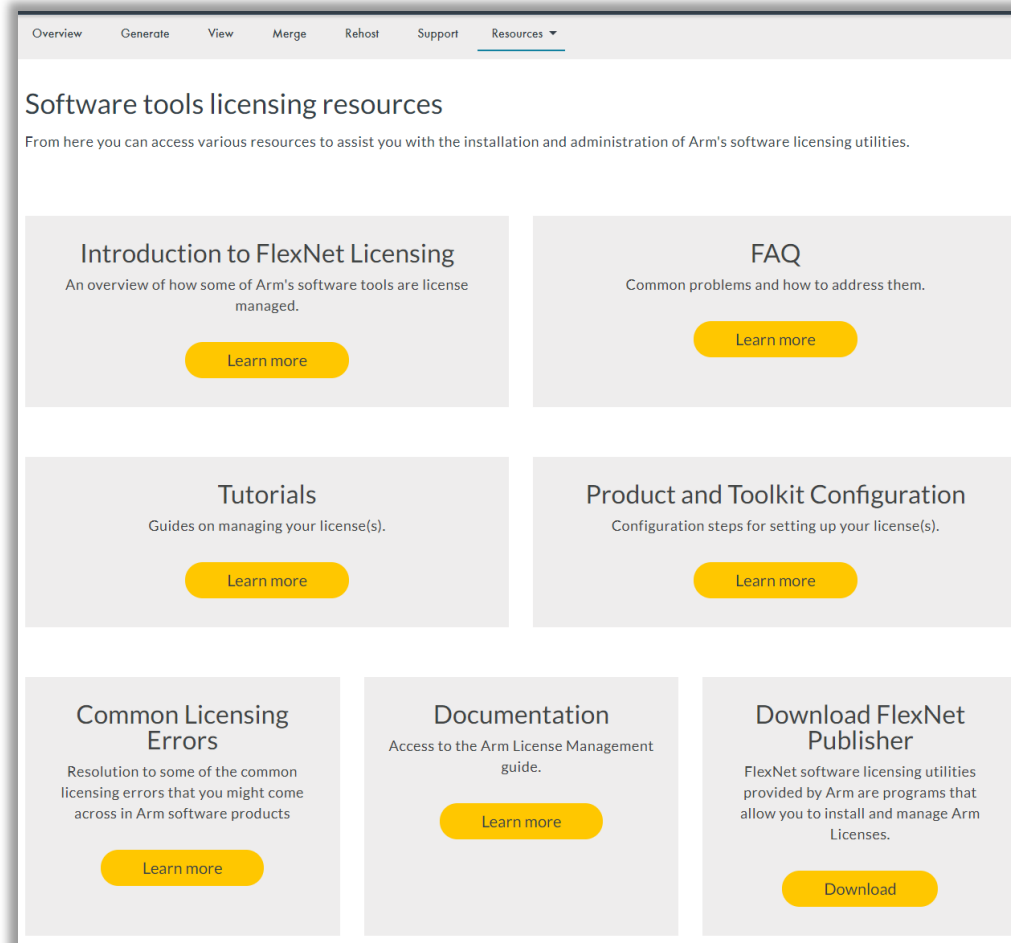 Overview Generate View Merge Rehost Support Resources
Software tools licensing resources
From here you can access various resources to assist you with the installation and administration of Arm's software licensing utilities.
Introduction to FlexNet Licensing
An overview of how some of Arm's software tools are license
managed.
Learn more
FAQ
Common problems and how to address them.
Learn more
Tutorials
Guides on managing your license(s).
Learn more
Product and Toolkit Configuration
Configuration steps for setting up your license(s).
Learn more
Common Licensing
Errors
Resolution to some of the common
licensing errors that you might come
across in Arm software products
Learn more
Documentation
Access to the Arm License Management
guide.
Learn more
Download FlexNet
Publisher
FlexNet software licensing utilities
provided by Arm are programs that
allow you to install and manage Arm
Licenses.
Download